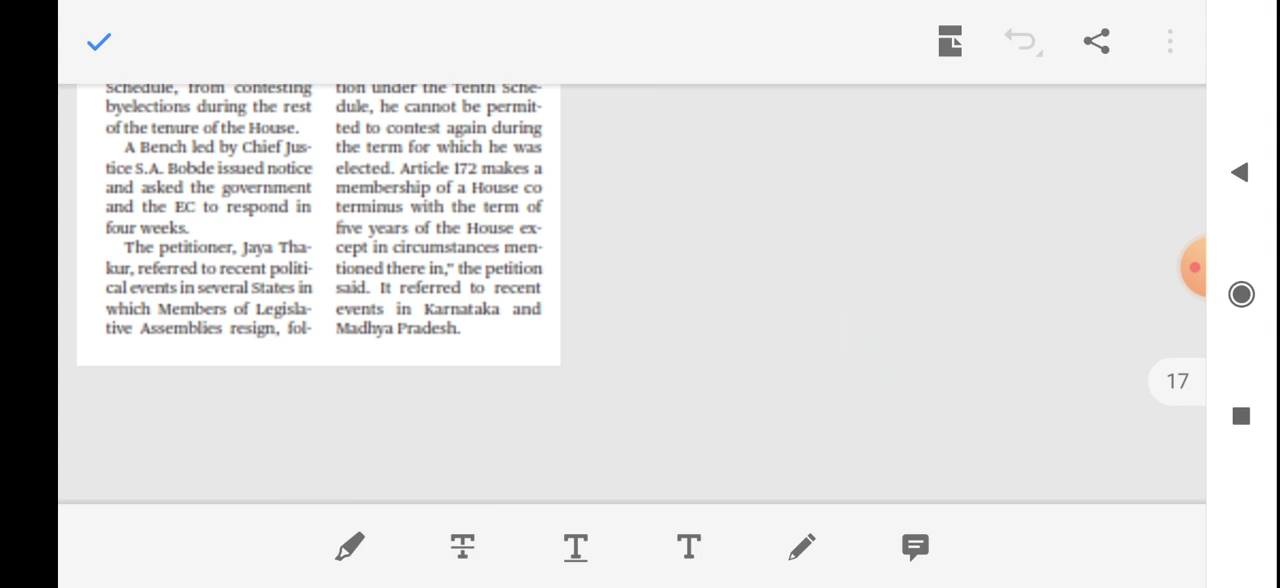 Schedule, from contesting
byelections during the rest
of the tenure of the House.
A Bench led by Chief Jus-
tice S.A. Bobde issued notice
and asked the government
and the EC to respond in
four weeks.
The petitioner, Jaya Tha-
kur, referred to recent politi-
cal events in several States in
which Members of Legisla-
tive Assemblies resign, fol-
tion under the Tenth Sche-
dule, he cannot be permit-
ted to contest again during
the term for which he was
elected. Article 172 makes a
membership of a House co
terminus with the term of
five years of the House ex-
cept in circumstances men-
tioned there in," the petition
said. It referred to recent
events in Karnataka and
Madhya Pradesh.
17
T
T
T